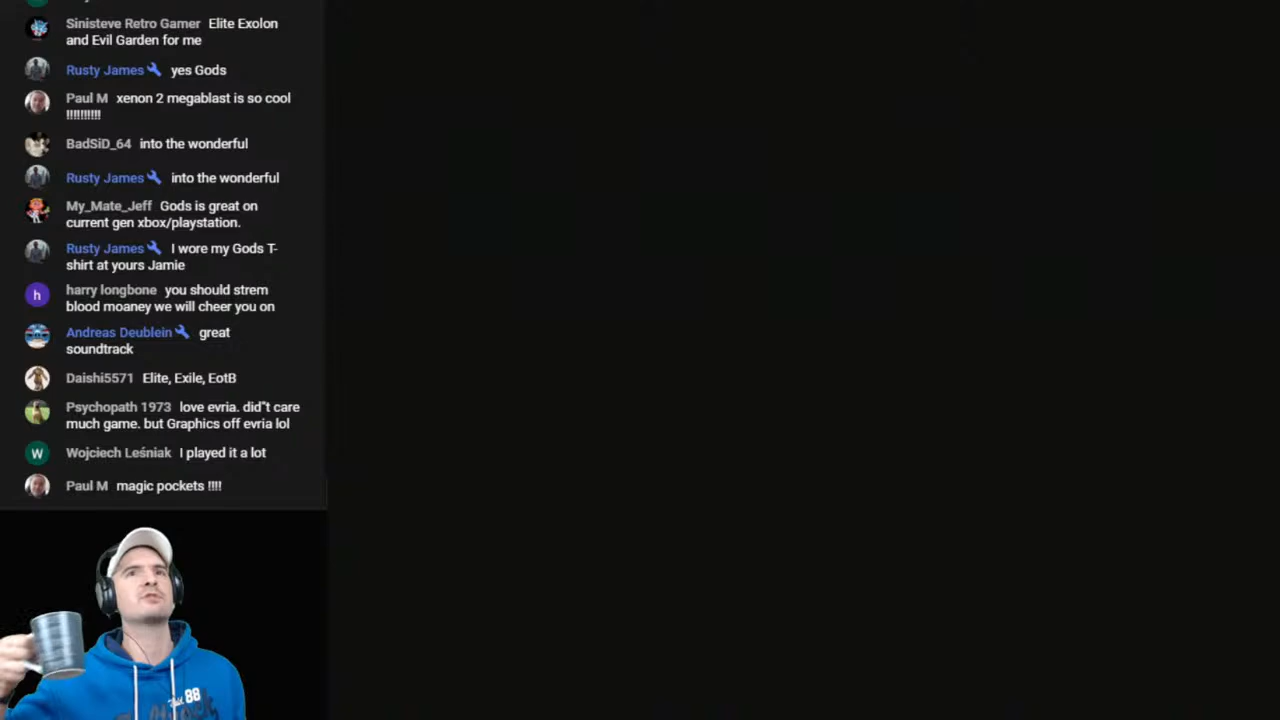 Sinisteve Retro Gamer Elite Exolon
and Evil Garden for me
Rusty James yes Gods
Paul M xenon 2 megablast is so cool
!!!!!!!!!!
BadSiD_64 into the wonderful
Rusty James into the wonderful
My_Mate_Jeff Gods is great on
current gen xbox/playstation.
Rusty James I wore my Gods T-
shirt at yours Jamie
h harry longbone you should strem
blood moaney we will cheer you on
Andreas Deublein great
soundtrack
Daishi5571 Elite, Exile, EotB
Psychopath 1973 love evria. did"t care
much game. but Graphics off evria lol
W Wojciech Leśniak I played it a lot
Paul M magic pockets !!!!
88